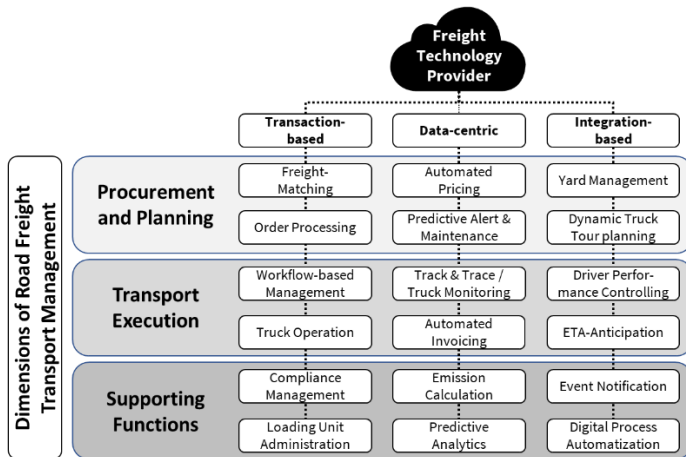 Freight
Technology
Provider
Transaction-
based
Data-centric
Integration-
based
Dimensions of Road Freight
Transport Management
Procurement
and Planning
Freight-
Matching
Automated
Pricing
Yard Management
Order Processing
Predictive Alert &
Maintenance
Dynamic Truck
Tour planning
Transport
Execution
Workflow-based
Management
Track & Trace /
Truck Monitoring
Driver Perfor-
mance Controlling
Truck Operation
Automated
Invoicing
ETA-Anticipation
Supporting
Functions
Compliance
Management
Emission
Calculation
Event Notification
Loading Unit
Administration
Predictive
Analytics
Digital Process
Automatization